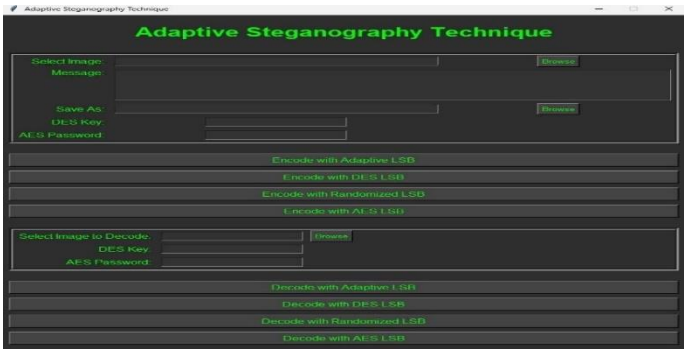 Adaptive Steganography Technique
Adaptive Steganography Technique
Select Image: Browse
Message:
Save As: Browse
DES Key:
AES Password:
Encode with Adaptive LSB
Encode with DES LSB
Encode with Randomized LSB
Encode with AES LSB
Select Image to Decode: Browse
DES Key:
AES Password:
Decode with Adaptive LSB
Decode with DES LSB
Decode with Randomized LSB
Decode with AES LSB